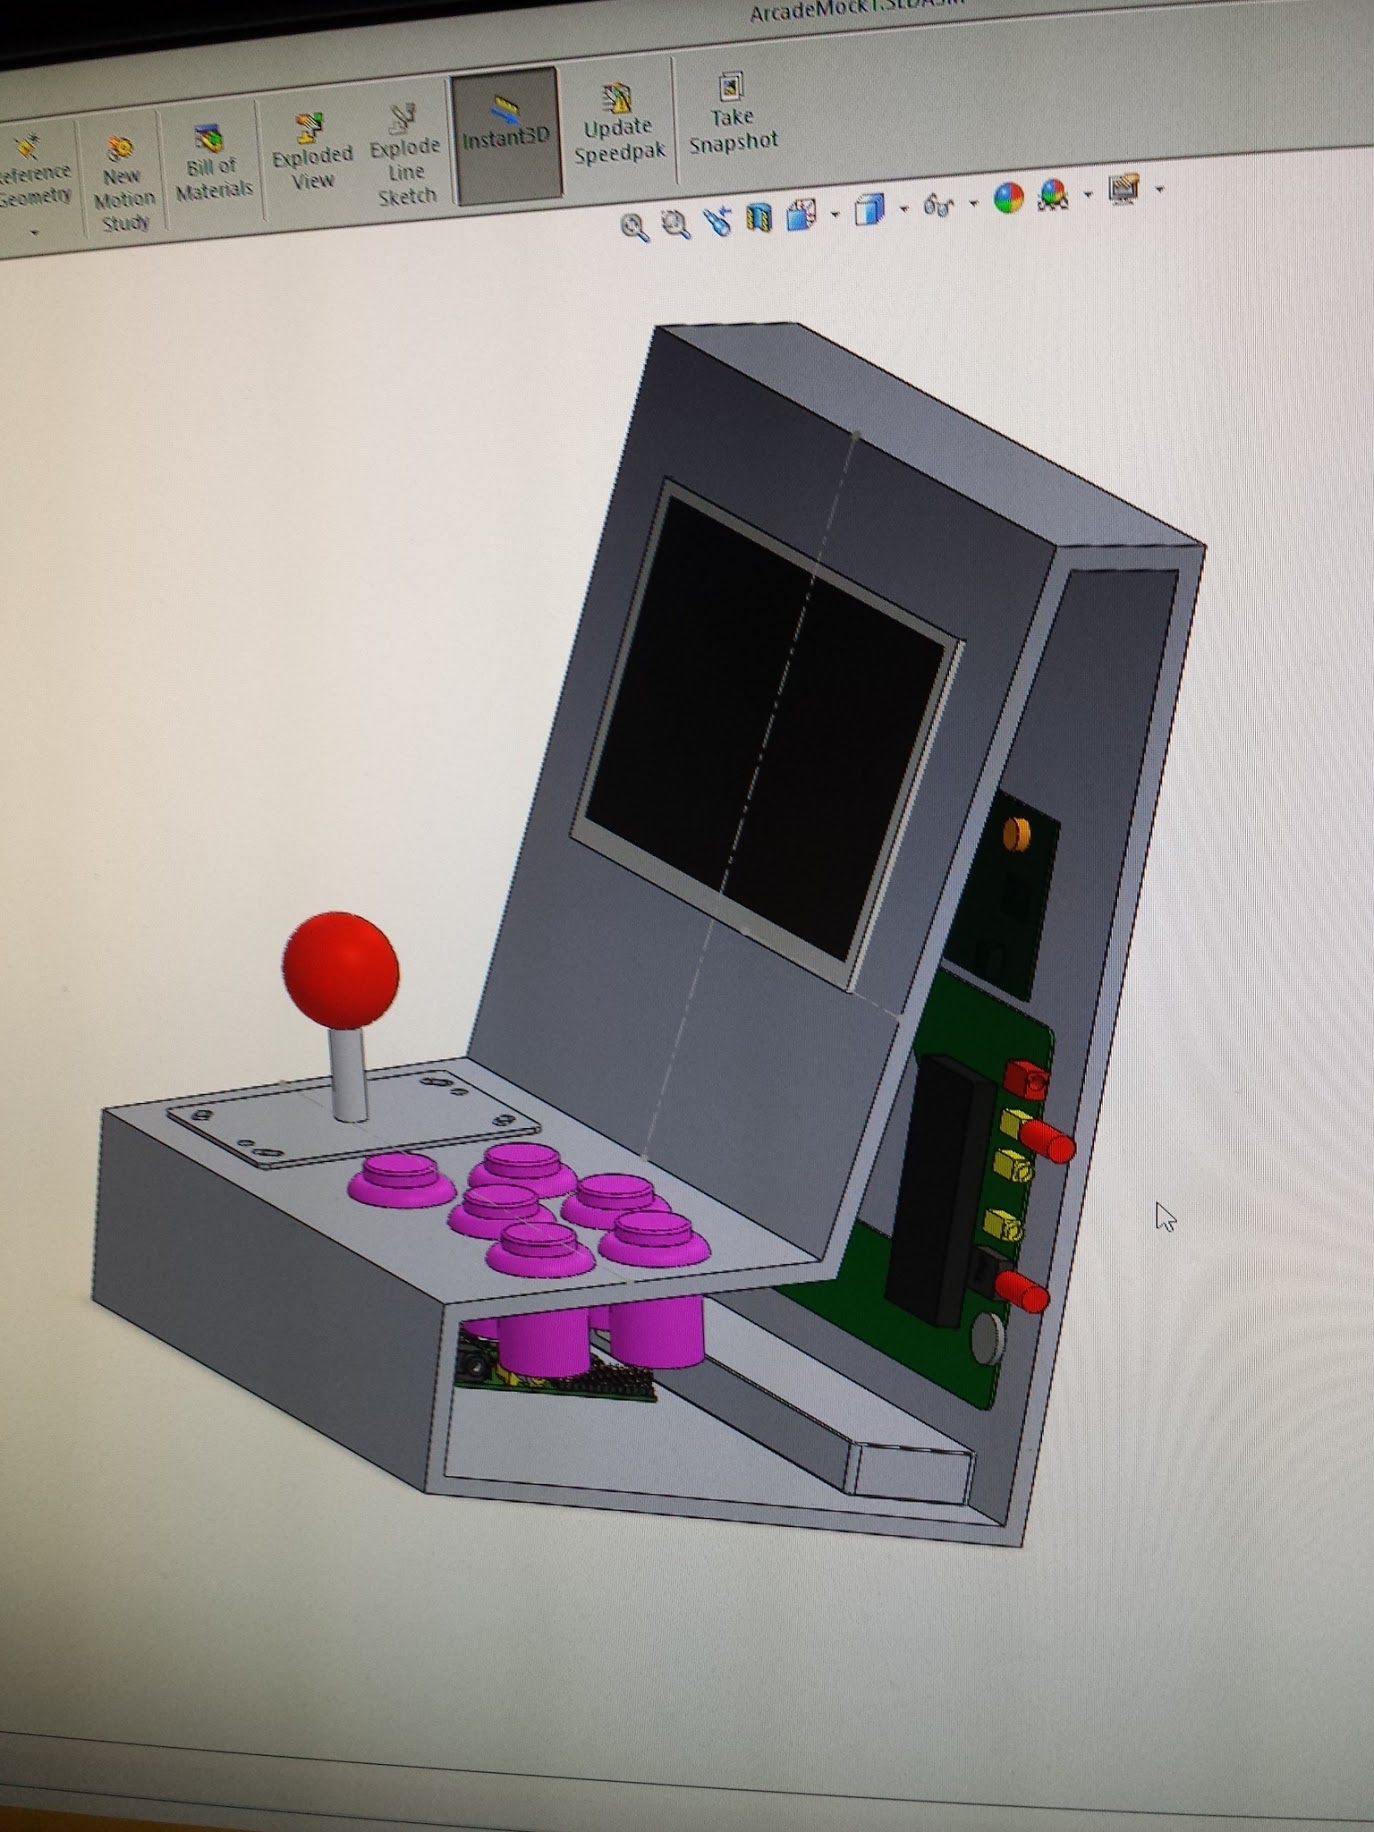 ArcadeMock1.SLDASM
Reference
Geometry
New
Motion
Study
Bill of
Materials
Exploded
View
Explode
Line
Sketch
Instant3D
Update
Speedpak
Take
Snapshot